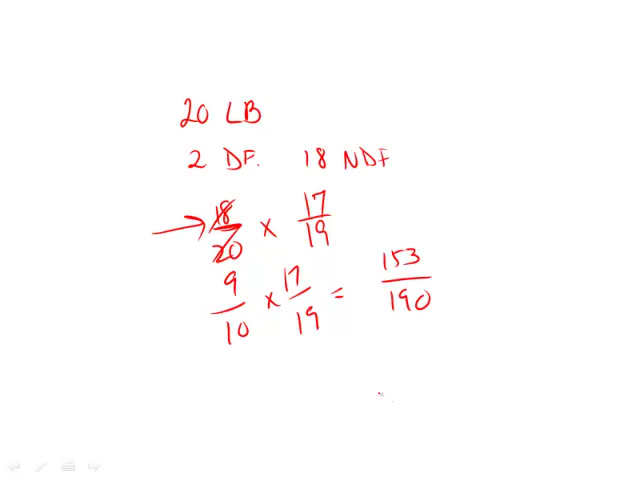 20 LB
2 DF. 18 NDF
18/20 x 17/19
9/10 x 17/19 = 153/190